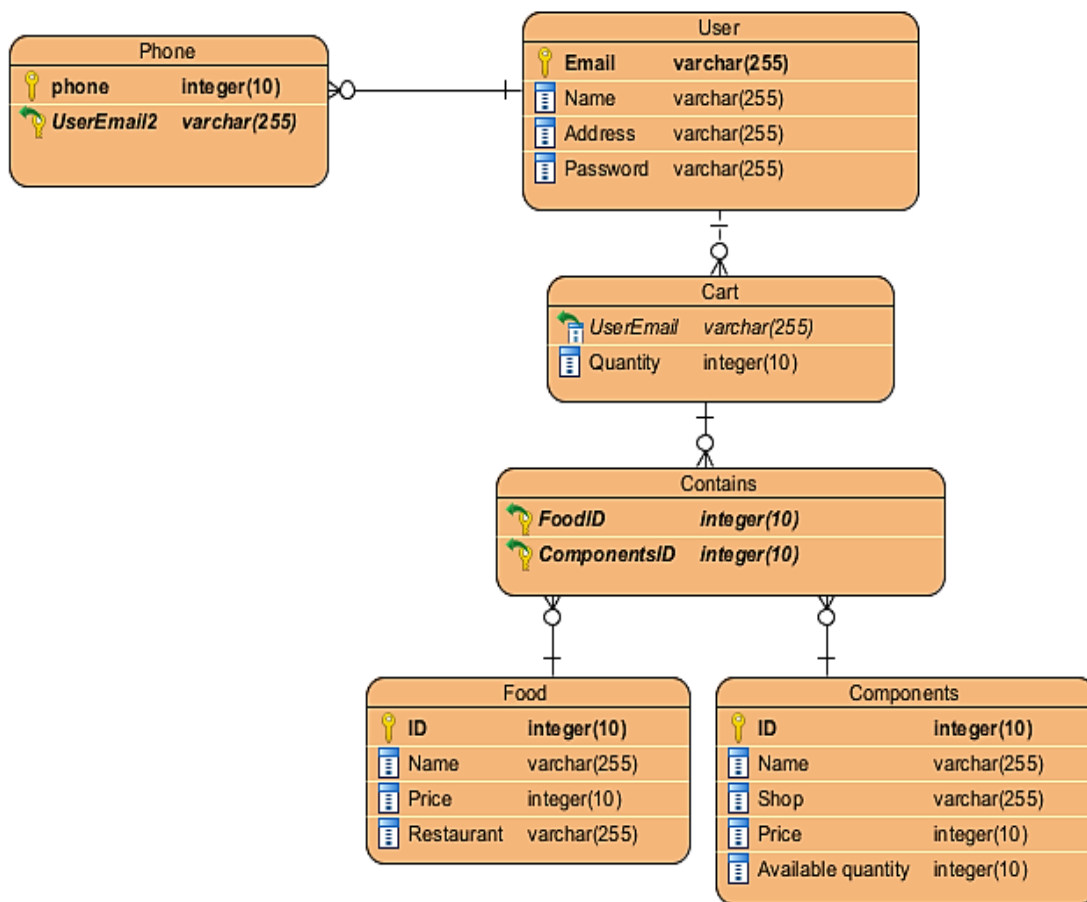 Phone
phone integer(10)
UserEmail2 varchar(255)
User
Email varchar(255)
Name varchar(255)
Address varchar(255)
Password varchar(255)
Cart
UserEmail varchar(255)
Quantity integer(10)
Contains
FoodID integer(10)
ComponentsID integer(10)
Food
ID integer(10)
Name varchar(255)
Price integer(10)
Restaurant varchar(255)
Components
ID integer(10)
Name varchar(255)
Shop varchar(255)
Price integer(10)
Available quantity integer(10)